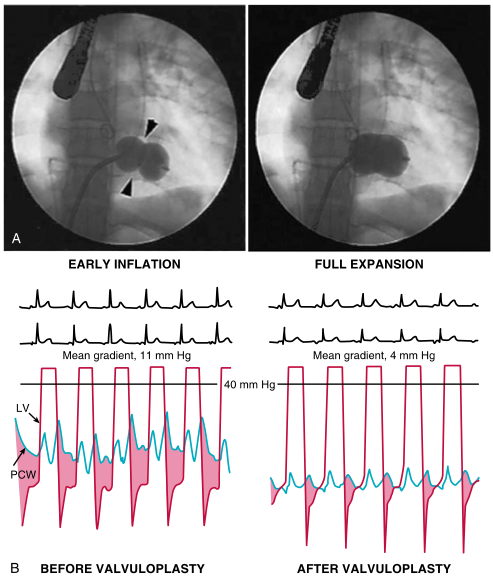 A
EARLY INFLATION
FULL EXPANSION
Mean gradient, 11 mm Hg
Mean gradient, 4 mm Hg
40 mm Hg
LV
PCW
B
BEFORE VALVULOPLASTY
AFTER VALVULOPLASTY